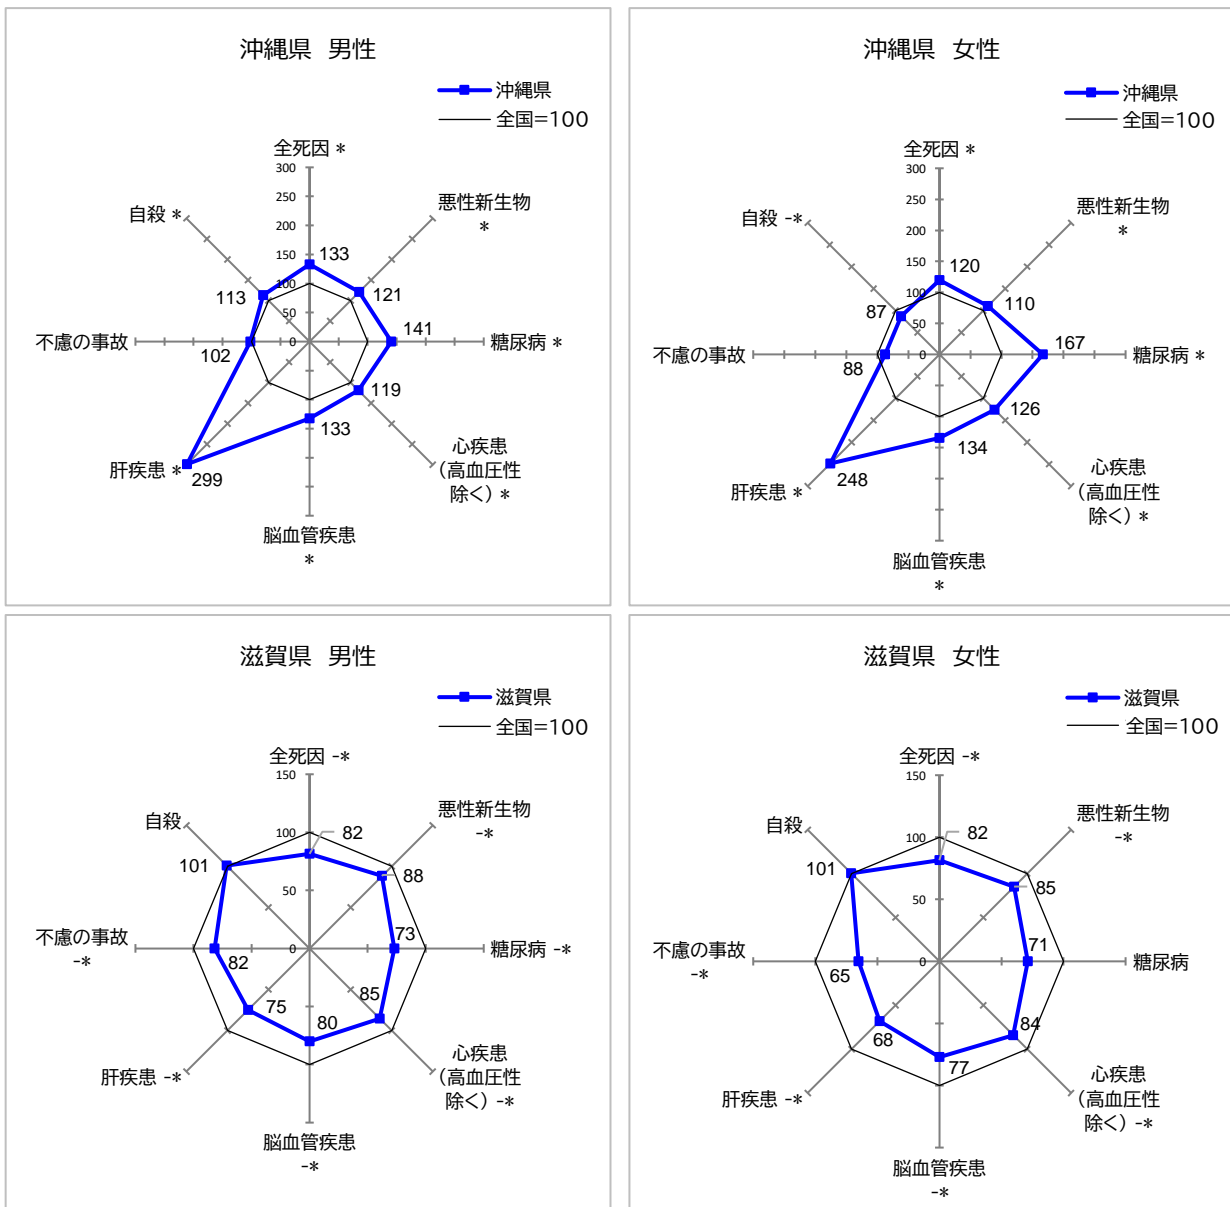 沖縄県　男性
沖縄県
全国=100
全死因 *
300
250
200
150
100
50
0
悪性新生物
*
糖尿病 *
心疾患
（高血圧性
除く） *
脳血管疾患
*
肝疾患 *
不慮の事故
自殺 *
133
121
141
119
133
299
102
113
沖縄県　女性
沖縄県
全国=100
全死因 *
300
250
200
150
100
50
0
悪性新生物
*
糖尿病 *
心疾患
（高血圧性
除く） *
脳血管疾患
*
肝疾患 *
不慮の事故
自殺 -*
120
110
167
126
134
248
88
87
滋賀県　男性
滋賀県
全国=100
全死因 -*
150
100
50
0
悪性新生物
-*
糖尿病 -*
心疾患
（高血圧性
除く） -*
脳血管疾患
-*
肝疾患 -*
不慮の事故
-*
自殺
82
88
73
85
80
75
82
101
滋賀県　女性
滋賀県
全国=100
全死因 -*
150
100
50
0
悪性新生物
-*
糖尿病
心疾患
（高血圧性
除く） -*
脳血管疾患
-*
肝疾患 -*
不慮の事故
-*
自殺
82
85
71
84
77
68
65
101